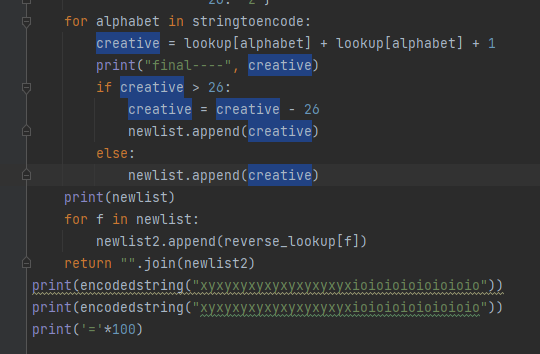 26: 'Z'}
for alphabet in stringtoencode:
creative = lookup[alphabet] + lookup[alphabet] + 1
print("final----", creative)
if creative > 26:
creative = creative - 26
newlist.append(creative)
else:
newlist.append(creative)
print(newlist)
for f in newlist:
newlist2.append(reverse_lookup[f])
return "".join(newlist2)
print(encodedstring("xyxyxyxyxyxyxyxyxyxioioioioioioioio"))
print(encodedstring("xyxyxyxyxyxyxyxyxyxioioioioioioioio"))
print('='*100)